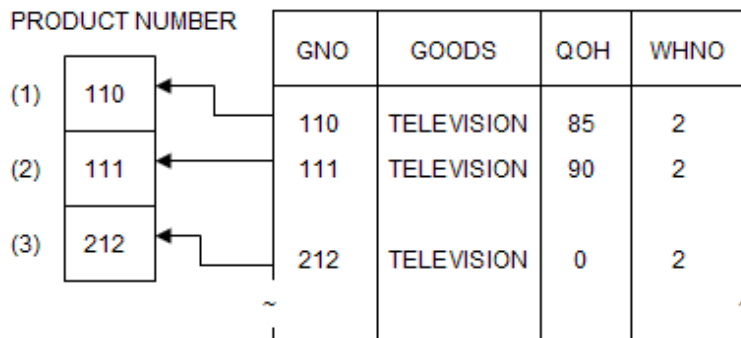 PRODUCT NUMBER
GNO GOODS QOH WHNO
(1) 110
110 TELEVISION 85 2
(2) 111
111 TELEVISION 90 2
(3) 212
212 TELEVISION 0 2
~ ~